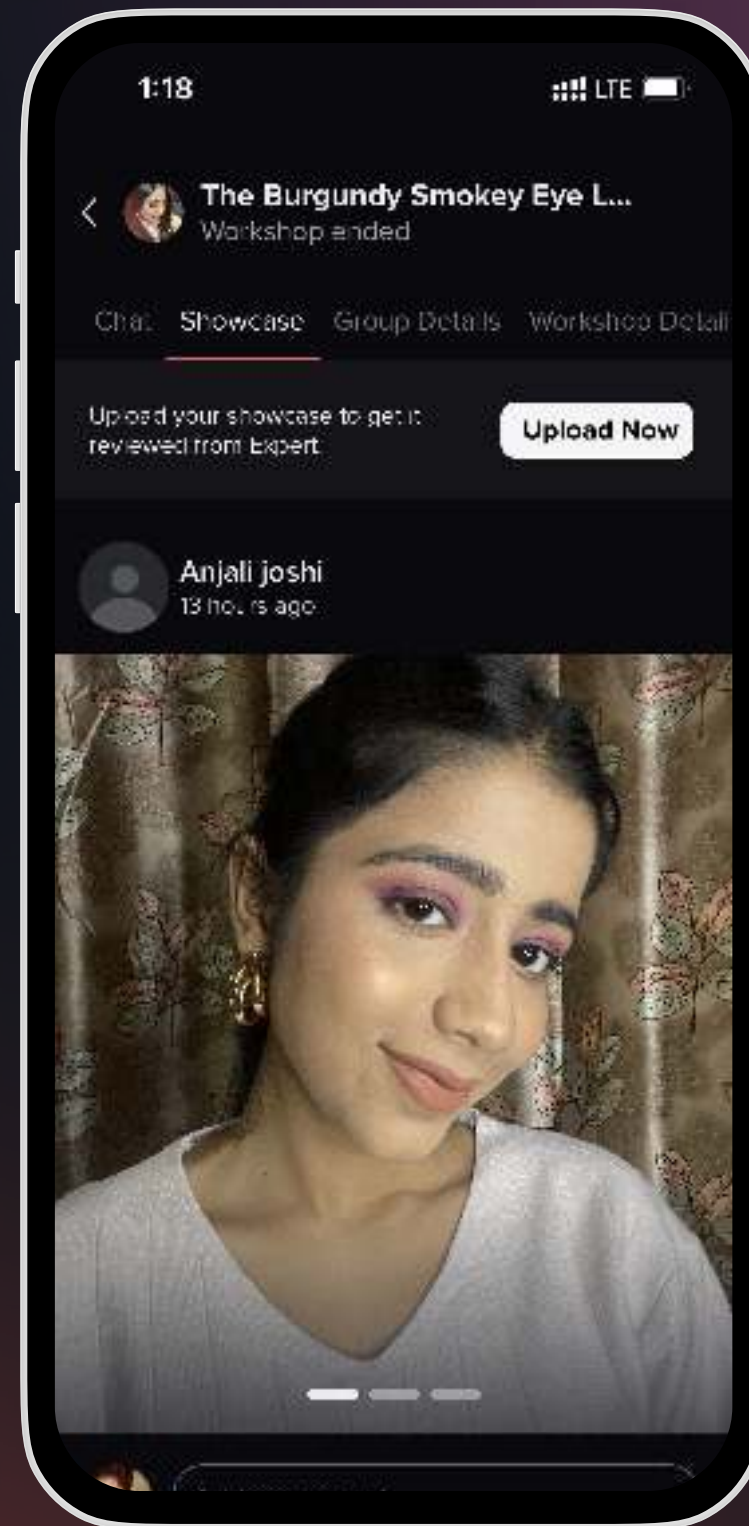 1:18
LTE
The Burgundy Smokey Eye L...
Workshop ended
Chat Showcase Group Details Workshop Detail
Upload your showcase to get it
reviewed from Expert
Upload Now
Anjali joshi
13 hours ago